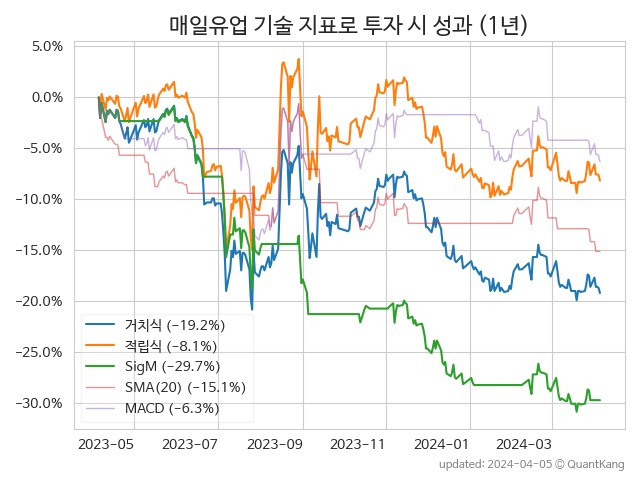 매일유업 기술 지표로 투자 시 성과 (1년)
5.0%
0.0%
−5.0%
−10.0%
−15.0%
−20.0%
−25.0%
−30.0%
거치식 (−19.2%)
적립식 (−8.1%)
SigM (−29.7%)
SMA(20) (−15.1%)
MACD (−6.3%)
2023−05 2023−07 2023−09 2023−11 2024−01 2024−03
updated: 2024−04−05 ⓒ QuantKang